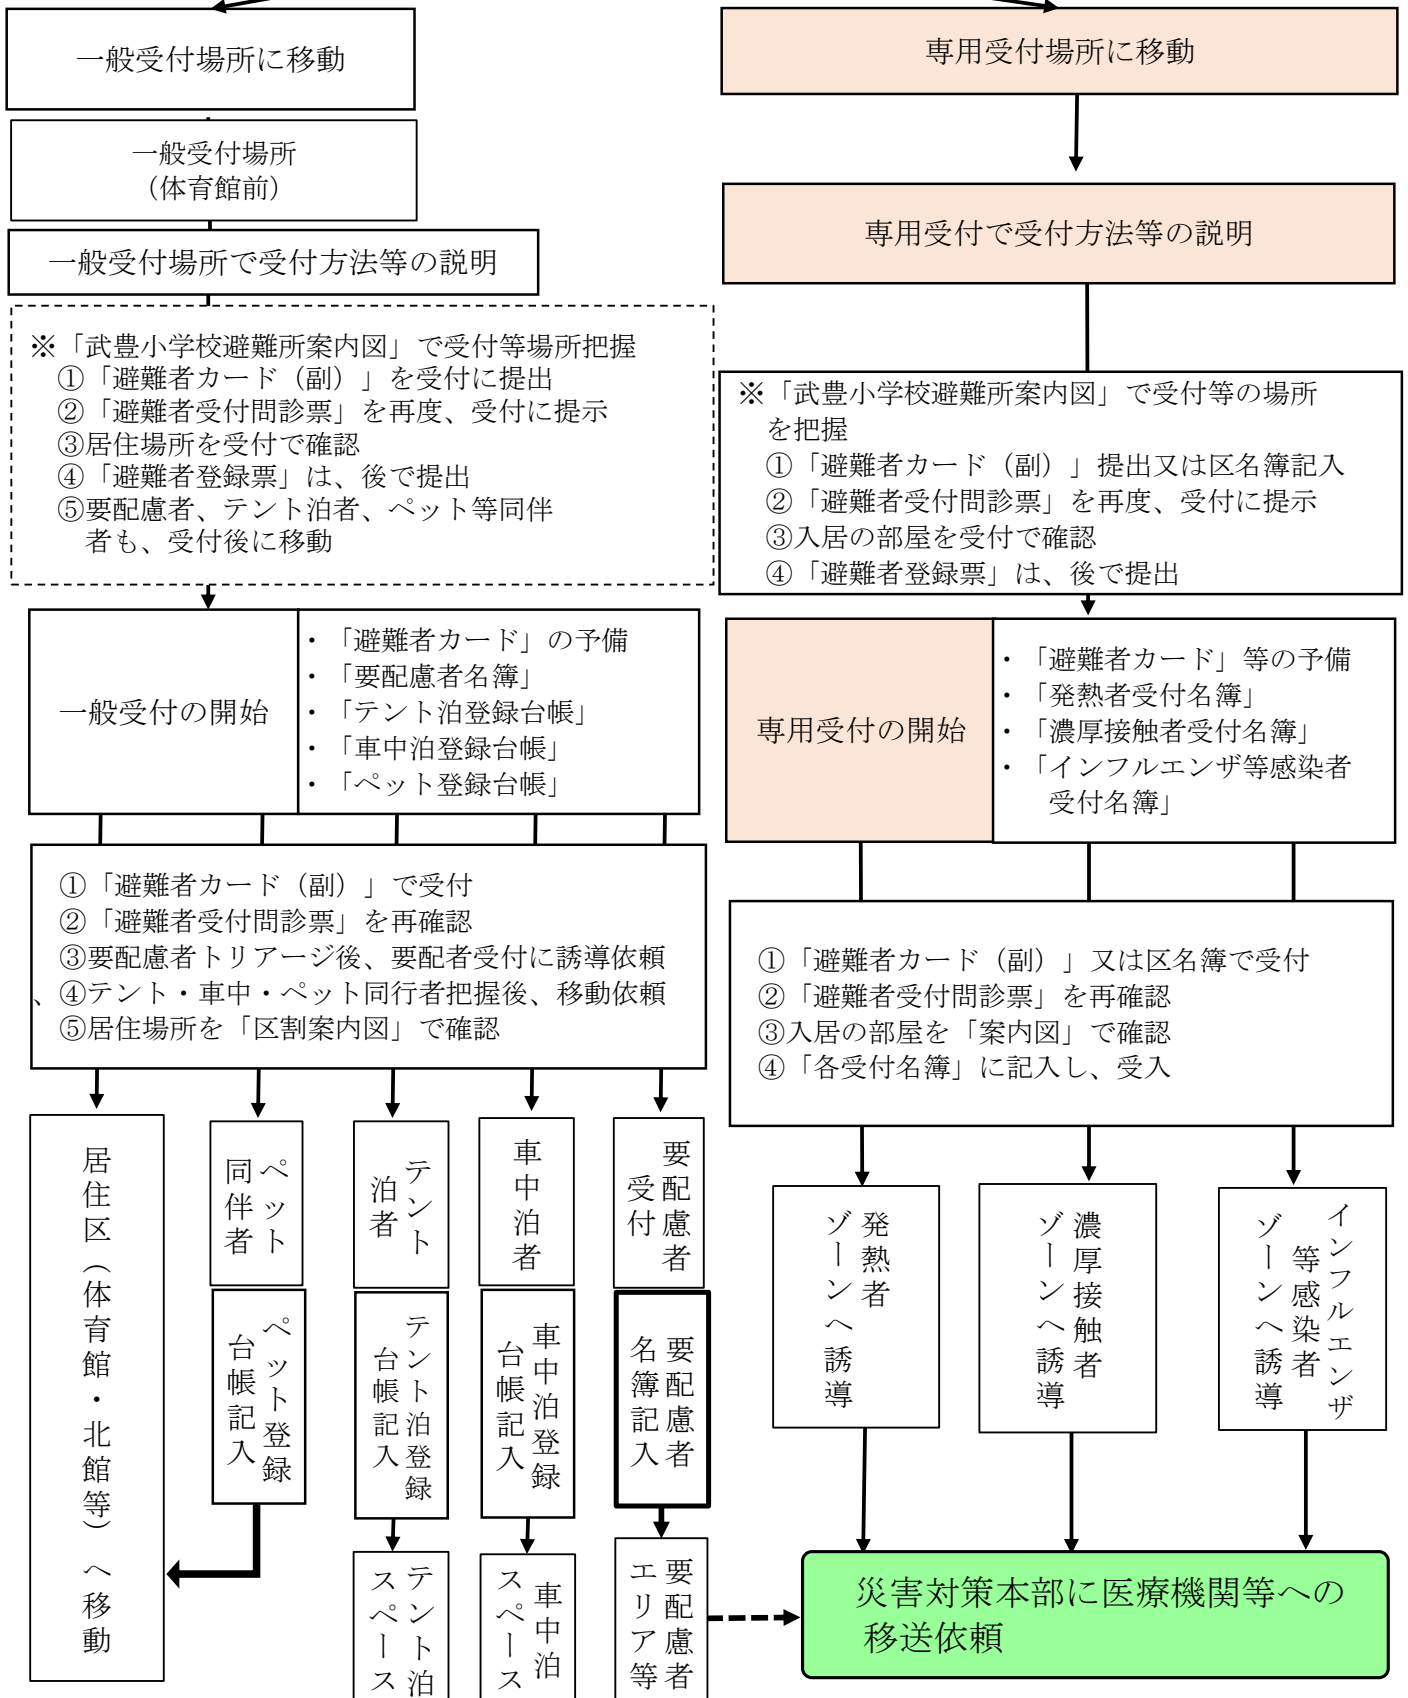 一般受付場所に移動
一般受付場所
(体育館前)
一般受付場所で受付方法等の説明
※「武豊小学校避難所案内図」で受付等場所把握
①「避難者カード（副）」を受付に提出
②「避難者受付問診票」を再度、受付に提示
③居住場所を受付で確認
④「避難者登録票」は、後で提出
⑤要配慮者、テント泊者、ペット等同伴
者も、受付後に移動
一般受付の開始
・「避難者カード」の予備
・「要配慮者名簿」
・「テント泊登録台帳」
・「車中泊登録台帳」
・「ペット登録台帳」
①「避難者カード（副）」で受付
②「避難者受付問診票」を再確認
③要配慮者トリアージ後、要配者受付に誘導依頼
、④テント・車中・ペット同行者把握後、移動依頼
⑤居住場所を「区割案内図」で確認
居住区（体育館・北館等）へ移動
ペット
同伴者
ペット登録
台帳記入
テント
泊者
テント泊登録
台帳記入
テント泊
スペース
車中泊者
車中泊登録
台帳記入
車中泊
スペース
要配慮者
受付
要配慮者
名簿記入
要配慮者
エリア等
専用受付場所に移動
専用受付で受付方法等の説明
※「武豊小学校避難所案内図」で受付等の場所
を把握
①「避難者カード（副）」提出又は区名簿記入
②「避難者受付問診票」を再度、受付に提示
③入居の部屋を受付で確認
④「避難者登録票」は、後で提出
専用受付の開始
・「避難者カード」等の予備
・「発熱者受付名簿」
・「濃厚接触者受付名簿」
・「インフルエンザ等感染者
受付名簿」
①「避難者カード（副）」又は区名簿で受付
②「避難者受付問診票」を再確認
③入居の部屋を「案内図」で確認
④「各受付名簿」に記入し、受入
発熱者
ゾーンへ誘導
濃厚接触者
ゾーンへ誘導
インフルエンザ
等感染者
ゾーンへ誘導
災害対策本部に医療機関等への
移送依頼